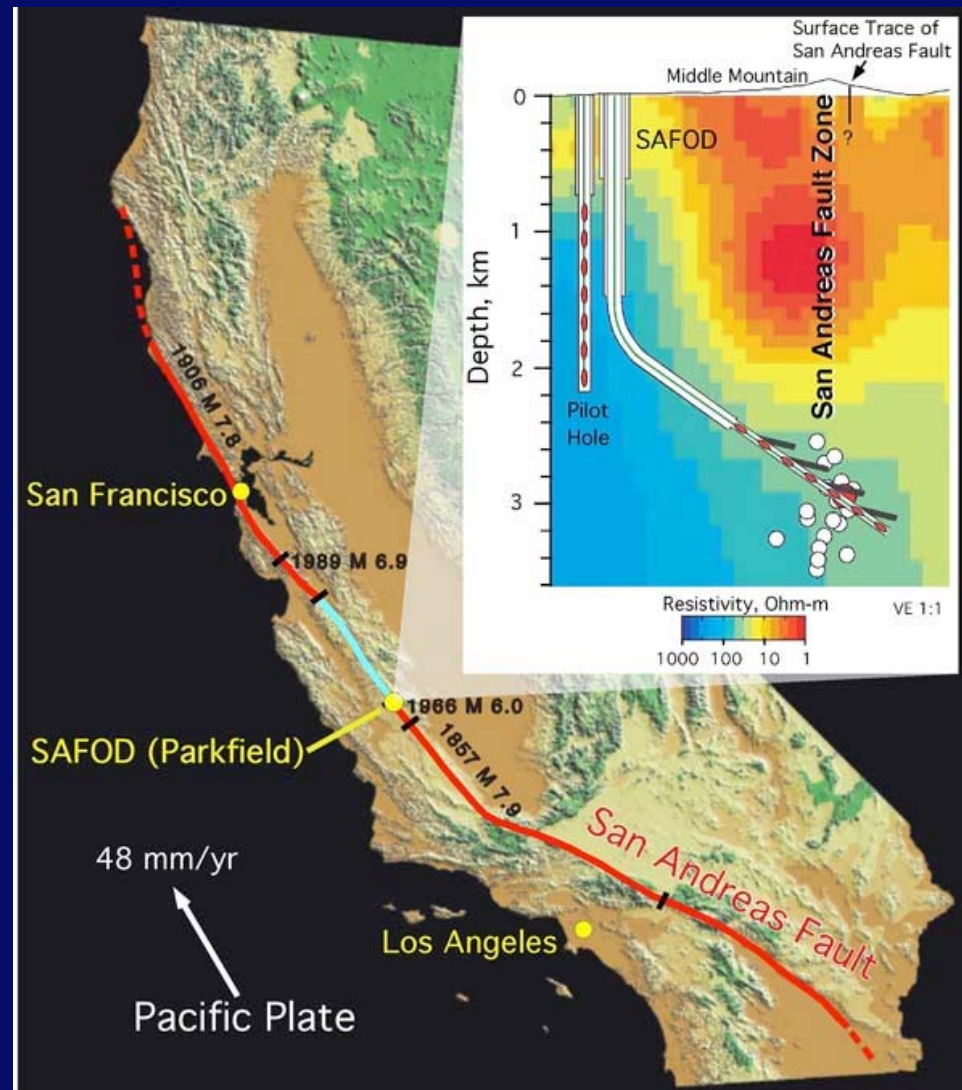 Surface Trace of
San Andreas Fault
Middle Mountain
0
SAFOD
?
1
2
3
Depth, km
San Andreas Fault Zone
Pilot
Hole
Resistivity, Ohm-m
VE 1:1
1000 100 10 1
1906 M 7.8
San Francisco
1989 M 6.9
1966 M 6.0
SAFOD (Parkfield)
1857 M 7.9
San Andreas Fault
48 mm/yr
Los Angeles
Pacific Plate